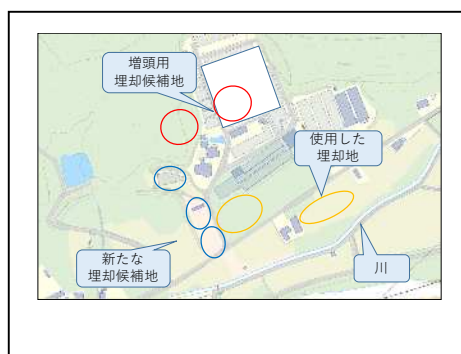 増頭用
埋却候補地
使用した
埋却地
新たな
埋却候補地
川